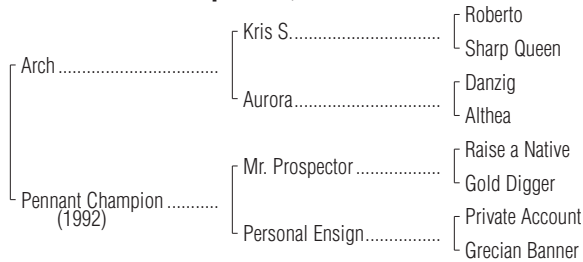 Roberto
Kris S.
Sharp Queen
Arch
Danzig
Aurora
Althea
Raise a Native
Mr. Prospector
Gold Digger
Pennant Champion
(1992)
Private Account
Personal Ensign
Grecian Banner